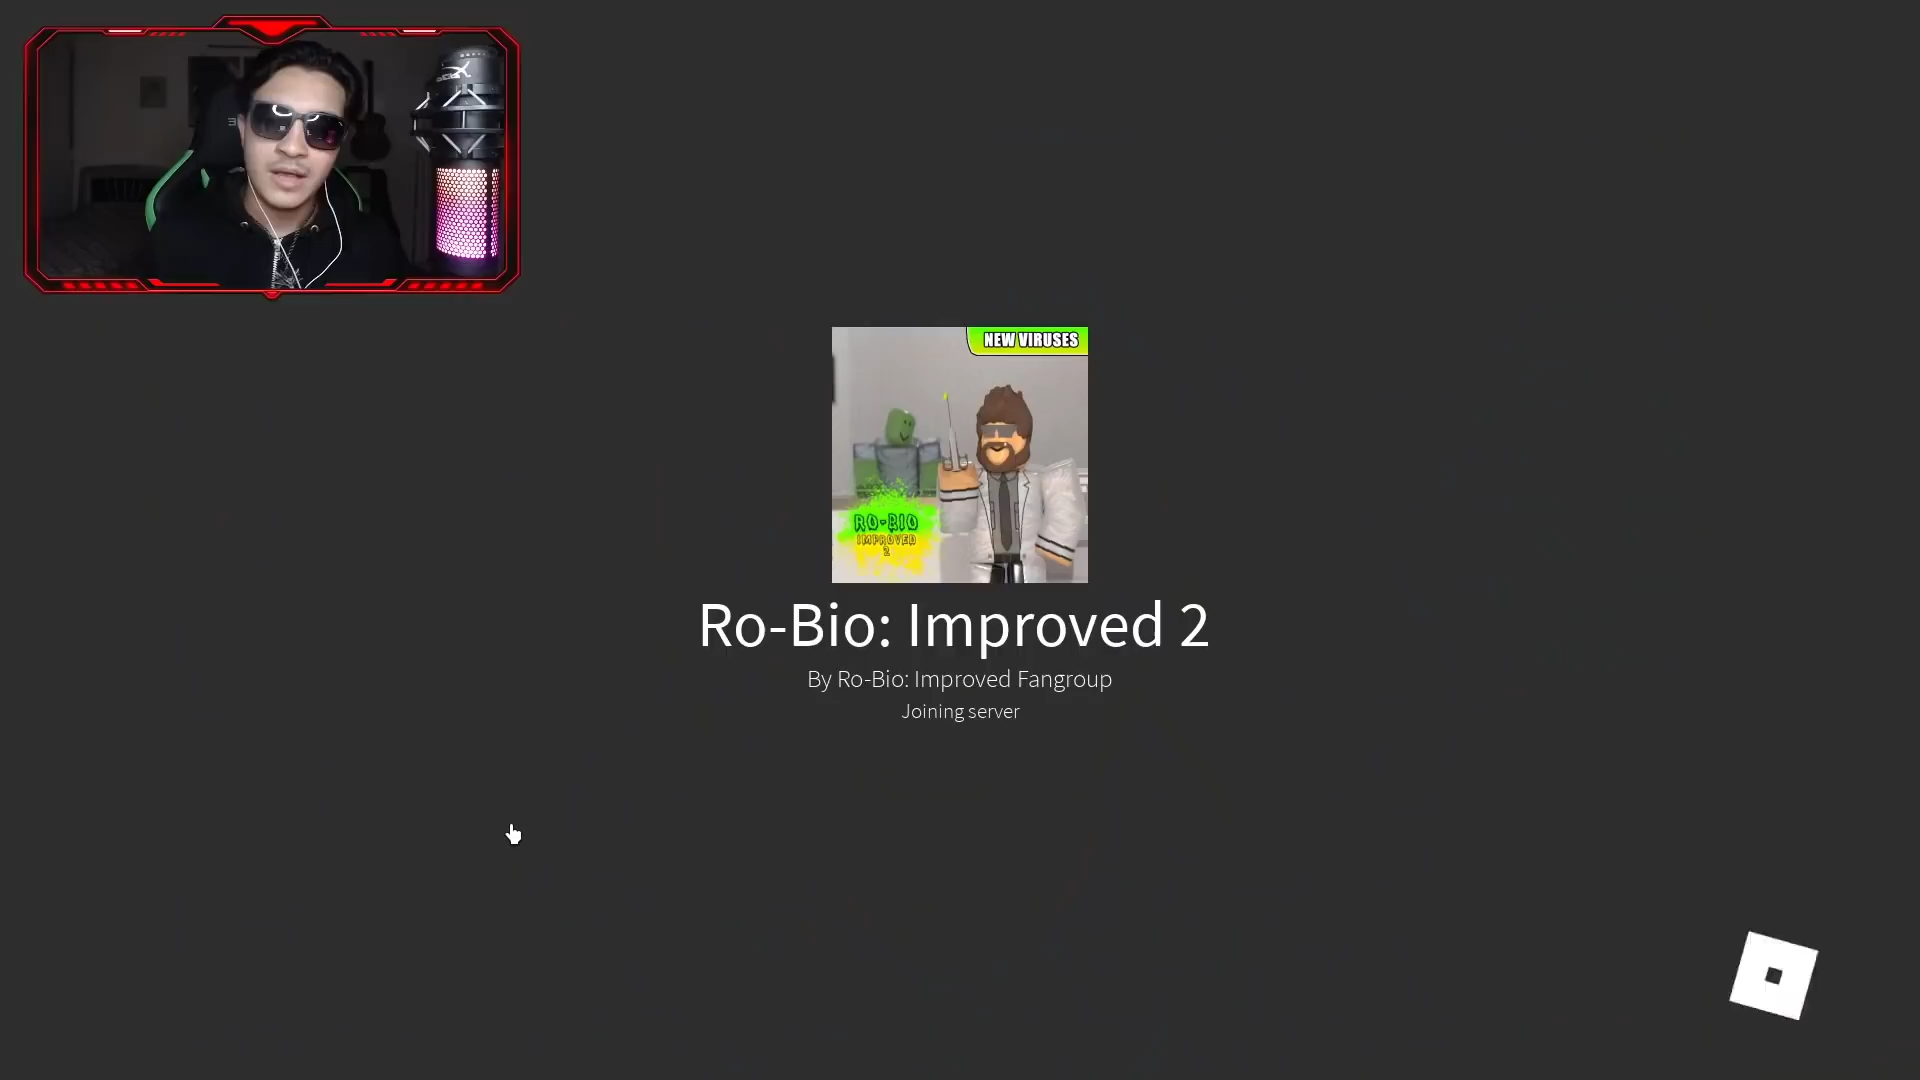 NEW VIRUSES
RO-BIO
IMPROVED
2
Ro-Bio: Improved 2
By Ro-Bio: Improved Fangroup
Joining server